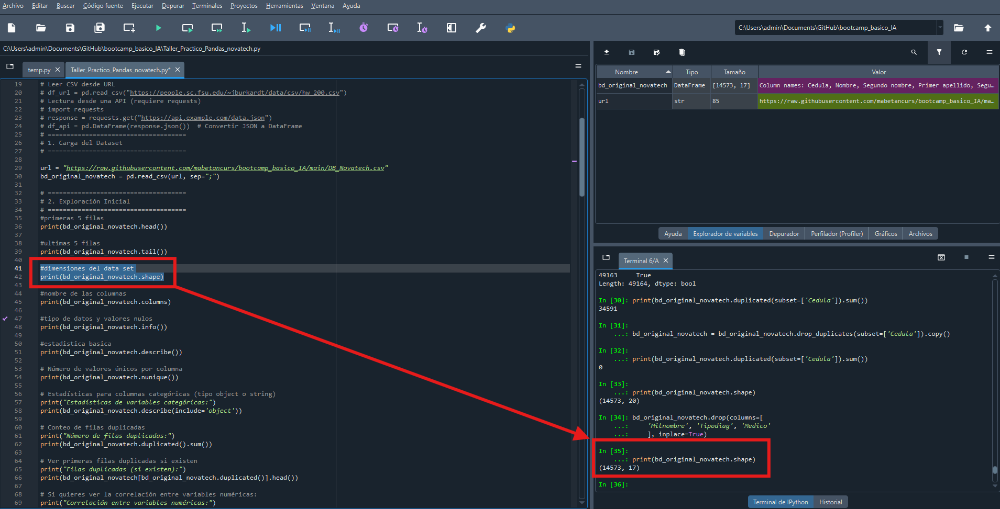 Archivo Editar Buscar Código fuente Ejecutar Depurar Terminales Proyectos Herramientas Ventana Ayuda
C:\Users\admin\Documents\GitHub\bootcamp_basico_IA
C:\Users\admin\Documents\GitHub\bootcamp_basico_IA\Taller_Practico_Pandas_novatech.py
temp.py Taller_Practico_Pandas_novatech.py*
19 # Leer CSV desde URL
20 # df_url = pd.read_csv("https://people.sc.fsu.edu/~jburkardt/data/csv/hw_200.csv")
21 # Lectura desde una API (requiere requests)
22 # import requests
23 # response = requests.get("https://api.example.com/data.json")
24 # df_api = pd.DataFrame(response.json())  # Convertir JSON a DataFrame
25 # =====================================
26 # 1. Carga del Dataset
27 # =====================================
28
29 url = "https://raw.githubusercontent.com/mabetancurs/bootcamp_basico_IA/main/DB_Novatech.csv"
30 bd_original_novatech = pd.read_csv(url, sep=";")
31
32 # =====================================
33 # 2. Exploración Inicial
34 # =====================================
35 #primeras 5 filas
36 print(bd_original_novatech.head())
37
38 #ultimas 5 filas
39 print(bd_original_novatech.tail())
40
41 #dimensiones del data set
42 print(bd_original_novatech.shape)
43
44 #nombre de las columnas
45 print(bd_original_novatech.columns)
46
47 #tipo de datos y valores nulos
48 print(bd_original_novatech.info())
49
50 #estadistica basica
51 print(bd_original_novatech.describe())
52
53 # Número de valores únicos por columna
54 print(bd_original_novatech.nunique())
55
56 # Estadísticas para columnas categóricas (tipo object o string)
57 print("Estadísticas de variables categóricas:")
58 print(bd_original_novatech.describe(include='object'))
59
60 # Conteo de filas duplicadas
61 print("Número de filas duplicadas:")
62 print(bd_original_novatech.duplicated().sum())
63
64 # Ver primeras filas duplicadas si existen
65 print("Filas duplicadas (si existen):")
66 print(bd_original_novatech[bd_original_novatech.duplicated()].head())
67
68 # Si quieres ver la correlación entre variables numéricas:
69 print("Correlación entre variables numéricas:")
Nombre Tipo Tamaño Valor
bd_original_novatech DataFrame [14573, 17] Column names: Cedula, Nombre, Segundo nombre, Primer apellido, Segu…
url str 85 https://raw.githubusercontent.com/mabetancurs/bootcamp_basico_IA/ma…
Ayuda Explorador de variables Depurador Perfilador (Profiler) Gráficos Archivos
Terminal 6/A
49163     True
Length: 49164, dtype: bool
In [30]: print(bd_original_novatech.duplicated(subset=['Cedula']).sum())
34591
In [31]:
...: bd_original_novatech = bd_original_novatech.drop_duplicates(subset=['Cedula']).copy()
In [32]:
...: print(bd_original_novatech.duplicated(subset=['Cedula']).sum())
0
In [33]:
...: print(bd_original_novatech.shape)
(14573, 20)
In [34]: bd_original_novatech.drop(columns=[
...:     'Milnombre', 'Tipodiag', 'Medico'
...:     ], inplace=True)
In [35]:
...: print(bd_original_novatech.shape)
(14573, 17)
In [36]:
Terminal de IPython Historial